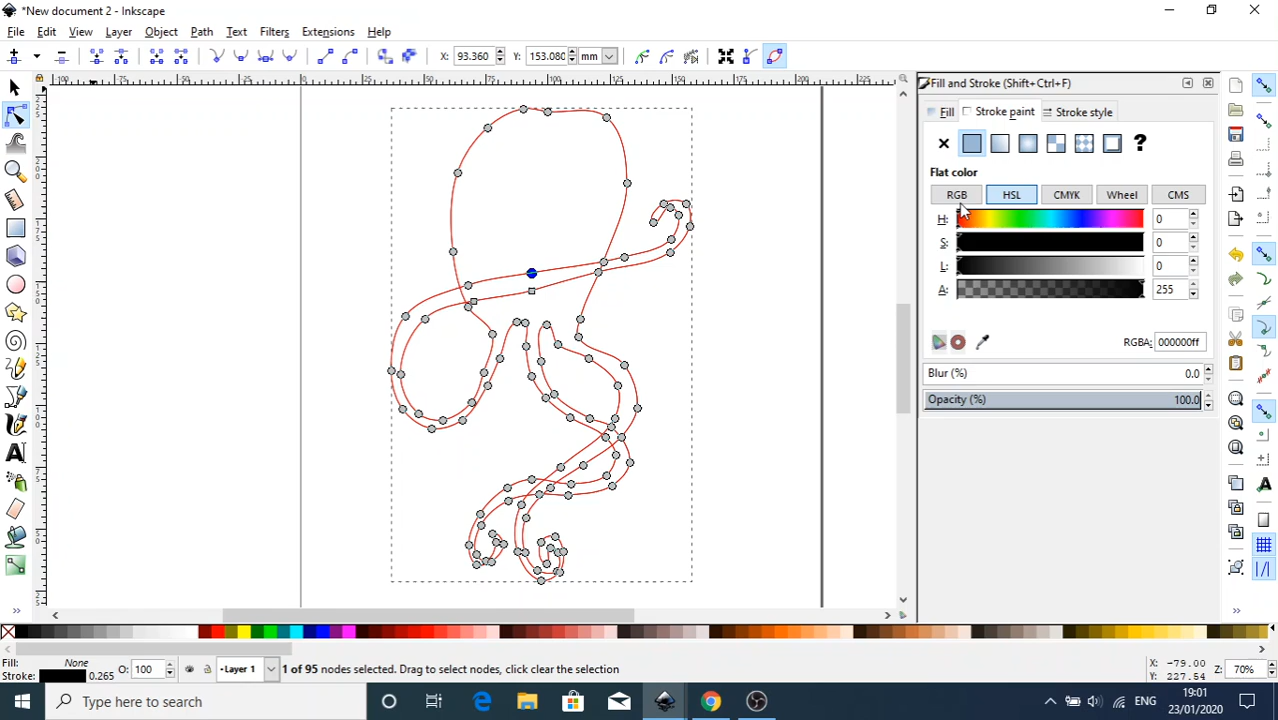 *New document 2 - Inkscape
File Edit View Layer Object Path Text Filters Extensions Help
X: 93.360 Y: 153.080 mm
Fill and Stroke (Shift+Ctrl+F)
Fill Stroke paint Stroke style
?
Flat color
RGB HSL CMYK Wheel CMS
H: 0
S: 0
L: 0
A: 255
RGBA: 000000ff
Blur (%) 0.0
Opacity (%) 100.0
Fill: None
Stroke: 0.265
O: 100
Layer 1
1 of 95 nodes selected. Drag to select nodes, click clear the selection
X: -79.00
Y: 227.54
Z: 70%
Type here to search
ENG
19:01
23/01/2020